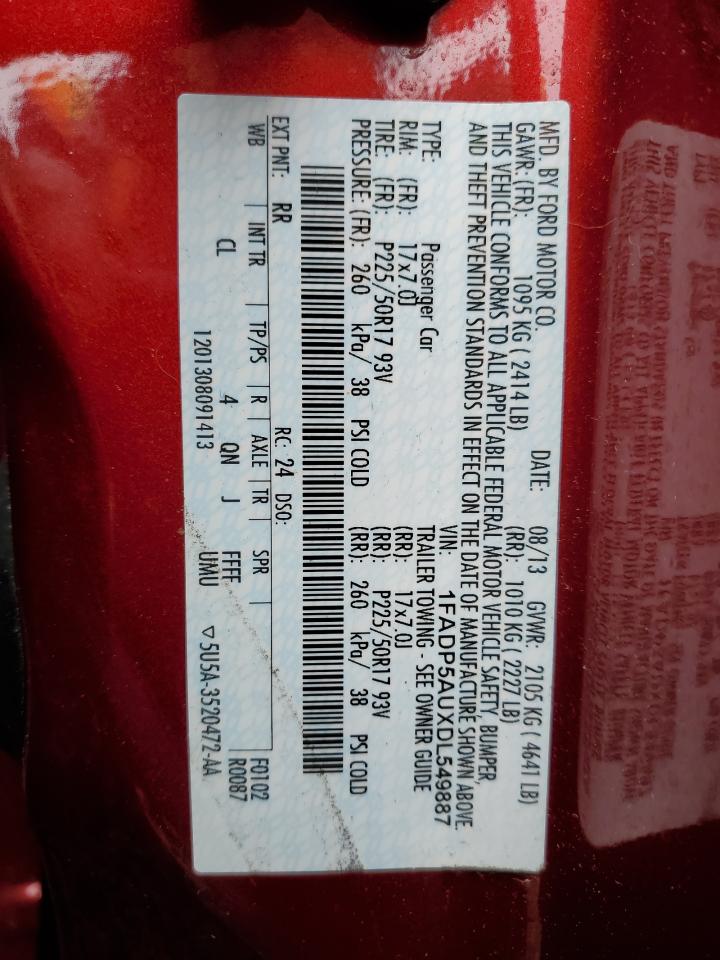 MFD. BY FORD MOTOR CO. DATE: 08/13 GVWR: 2105 KG ( 4641 LB)
GAWR: (FR): 1095 KG ( 2414 LB) (RR): 1010 KG ( 2227 LB)
THIS VEHICLE CONFORMS TO ALL APPLICABLE FEDERAL MOTOR VEHICLE SAFETY, BUMPER,
AND THEFT PREVENTION STANDARDS IN EFFECT ON THE DATE OF MANUFACTURE SHOWN ABOVE.
VIN: 1FADP5AUXDL549887
TYPE: Passenger Car TRAILER TOWING - SEE OWNER GUIDE
RIM: (FR): 17x7.0J (RR): 17x7.0J
TIRE: (FR): P225/50R17 93V (RR): P225/50R17 93V
PRESSURE: (FR): 260 kPa/ 38 PSI COLD (RR): 260 kPa/ 38 PSI COLD
EXT PNT: RR RC: 24 DSO: F0102
WB INT TR TP/PS R AXLE TR SPR R0087
CL 4 QN J FFFF
1201308091413 UMU ▽5U5A-3520472-AA